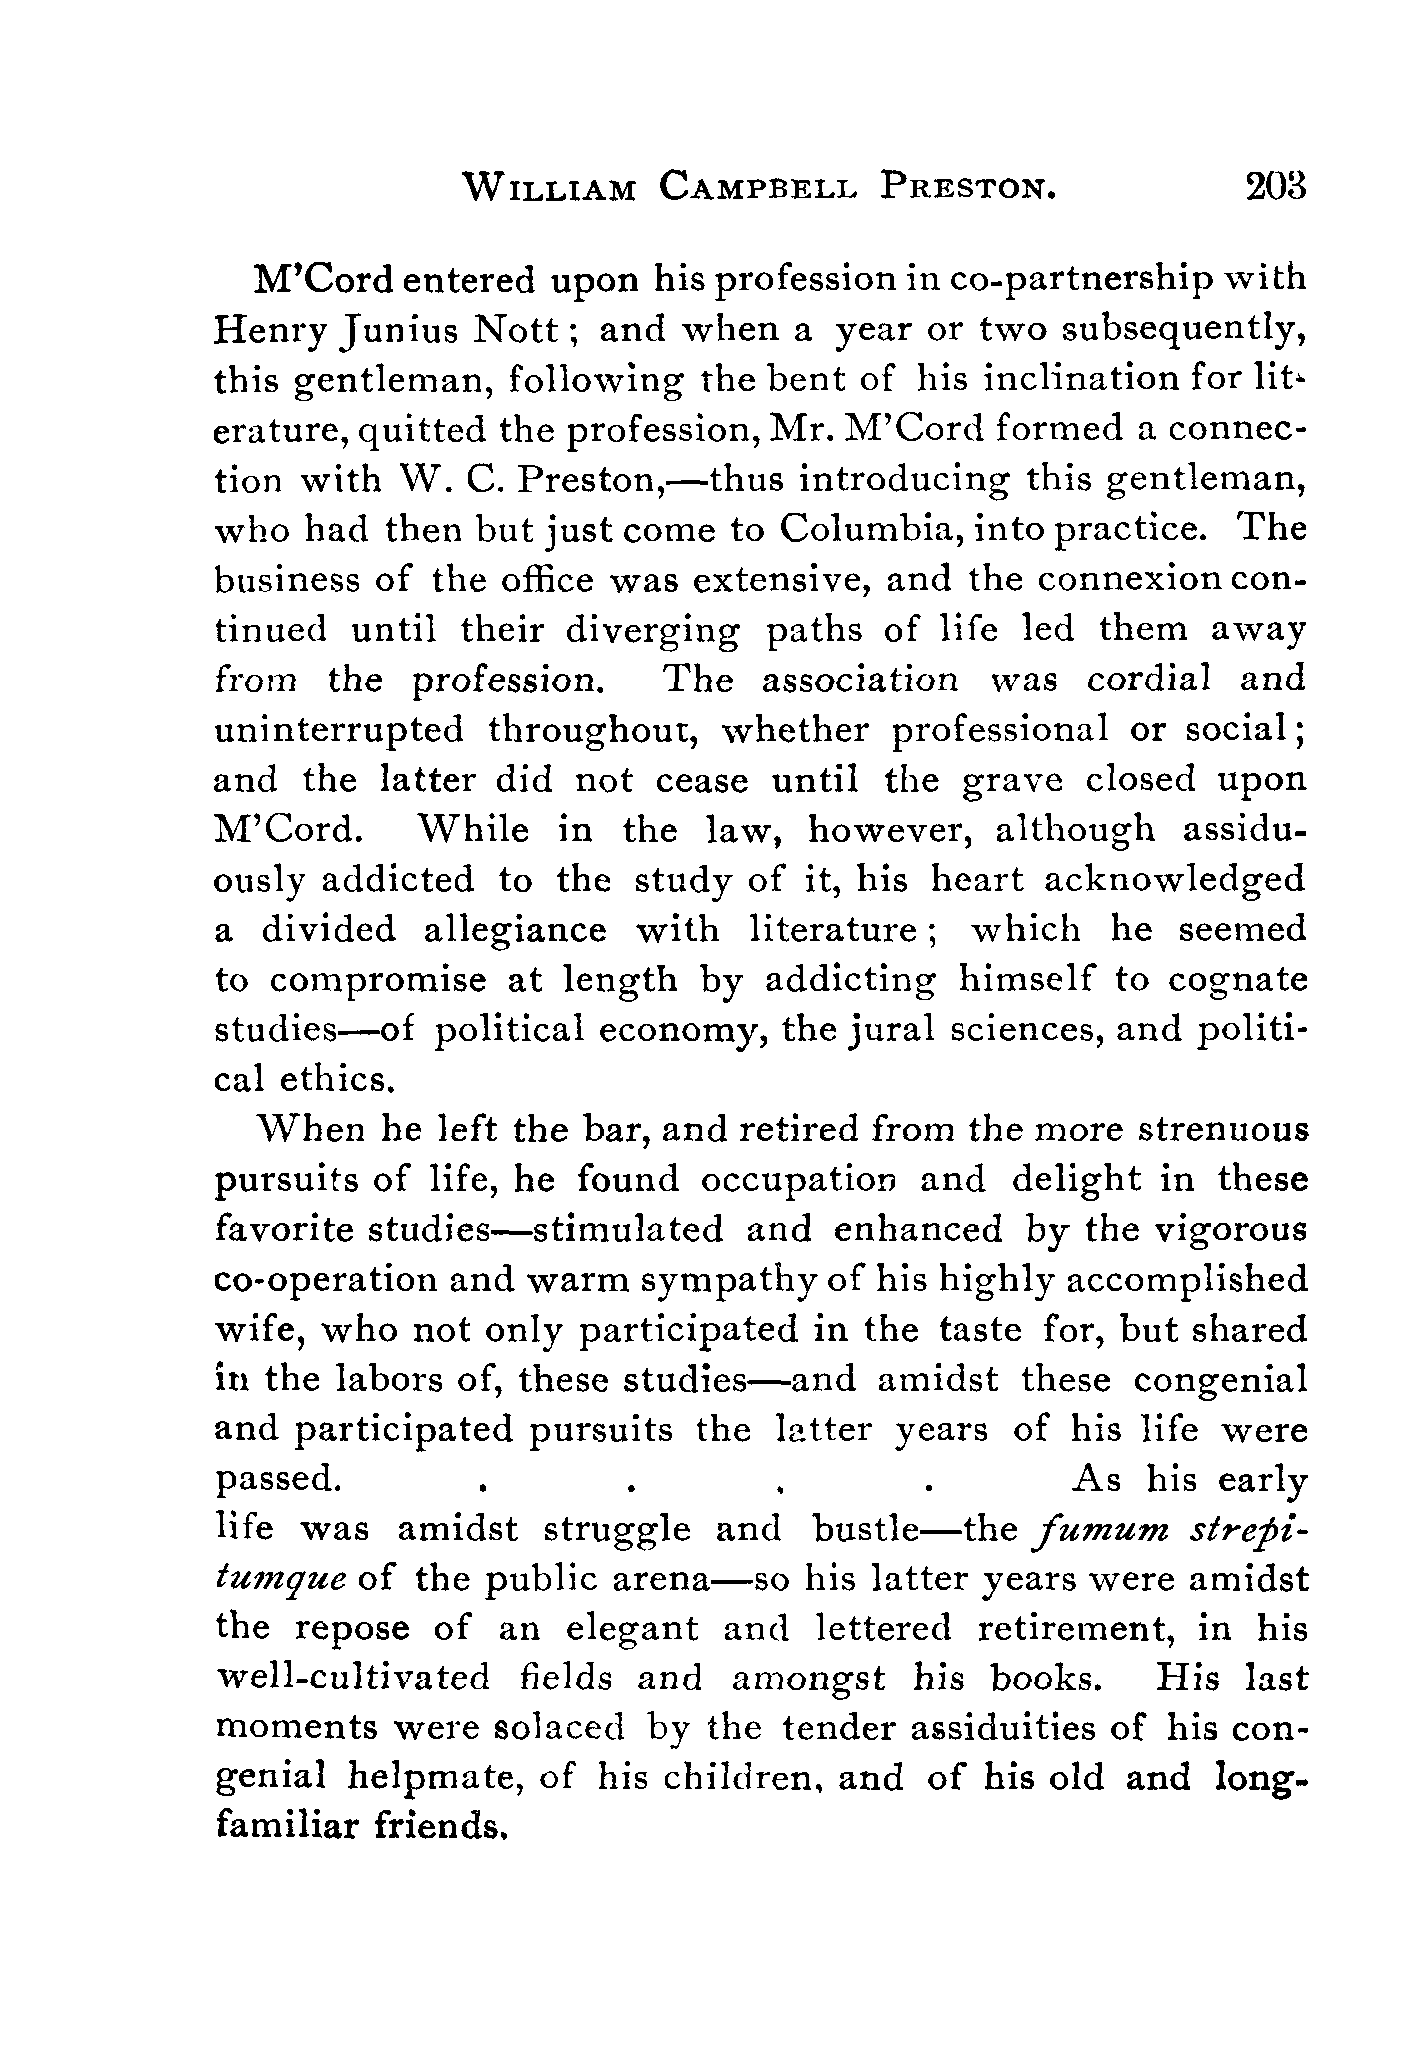 William Campbell Preston. 203
M'Cord entered upon his profession in co-partnership with
Henry Junius Nott ; and when a year or two subsequently,
this gentleman, following the bent of his inclination for lit-
erature, quitted the profession, Mr. M'Cord formed a connec-
tion with W. C. Preston,—thus introducing this gentleman,
who had then but just come to Columbia, into practice. The
business of the office was extensive, and the connexion con-
tinued until their diverging paths of life led them away
from the profession. The association was cordial and
uninterrupted throughout, whether professional or social ;
and the latter did not cease until the grave closed upon
M'Cord. While in the law, however, although assidu-
ously addicted to the study of it, his heart acknowledged
a divided allegiance with literature ; which he seemed
to compromise at length by addicting himself to cognate
studies—of political economy, the jural sciences, and politi-
cal ethics.
When he left the bar, and retired from the more strenuous
pursuits of life, he found occupation and delight in these
favorite studies—stimulated and enhanced by the vigorous
co-operation and warm sympathy of his highly accomplished
wife, who not only participated in the taste for, but shared
in the labors of, these studies—and amidst these congenial
and participated pursuits the latter years of his life were
passed. . . . . As his early
life was amidst struggle and bustle—the fumum strepi-
tumque of the public arena—so his latter years were amidst
the repose of an elegant and lettered retirement, in his
well-cultivated fields and amongst his books. His last
moments were solaced by the tender assiduities of his con-
genial helpmate, of his children, and of his old and long-
familiar friends.